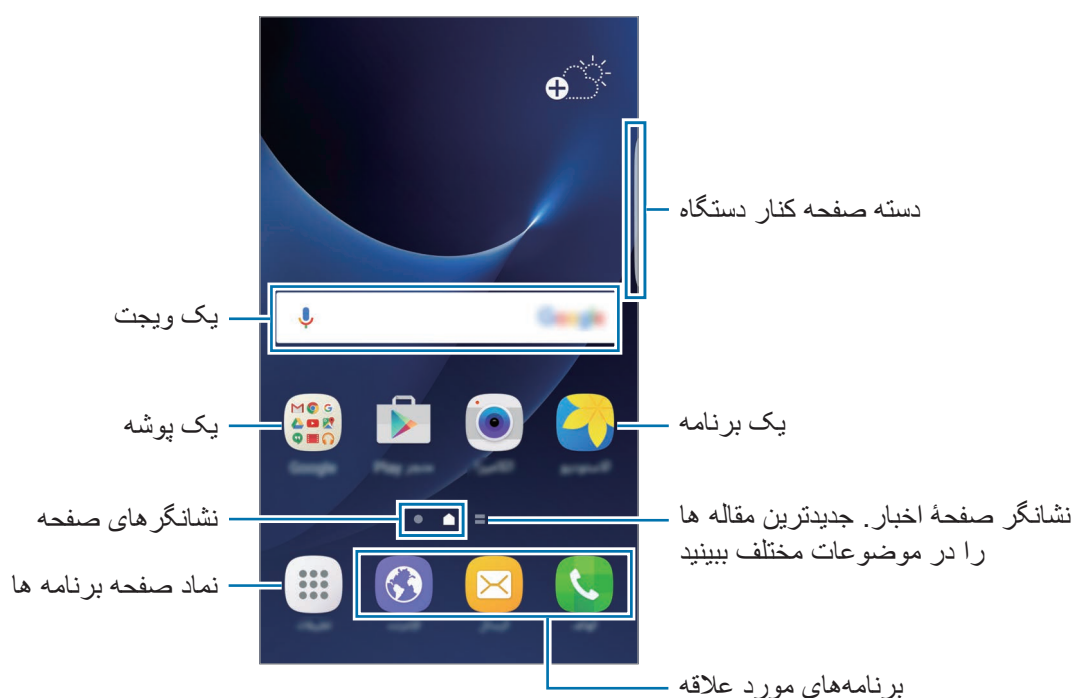 دسته صفحه کنار دستگاه
یک ویجت
یک پوشه
یک برنامه
نشانگرهای صفحه
نشانگر صفحهٔ اخبار. جدیدترین مقاله ها
را در موضوعات مختلف ببینید
نماد صفحه برنامه ها
برنامه‌های مورد علاقه